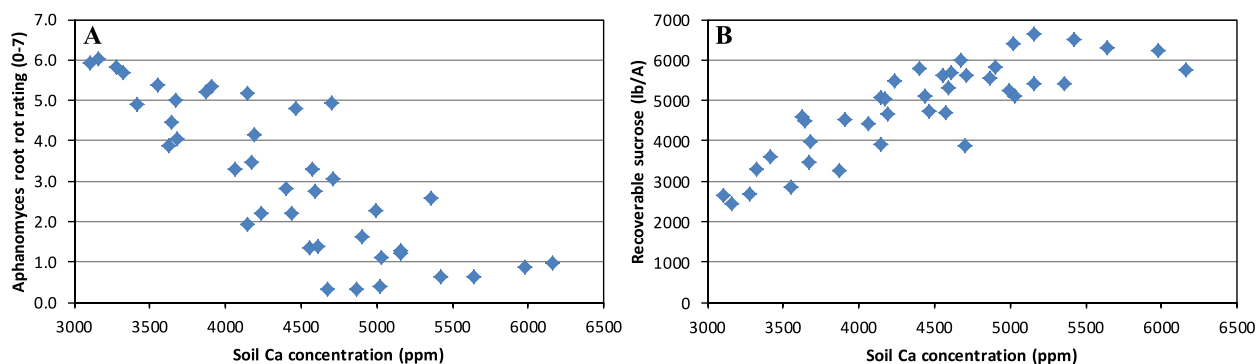 A
Aphanomyces root rot rating (0-7)
7.0
6.0
5.0
4.0
3.0
2.0
1.0
0.0
3000 3500 4000 4500 5000 5500 6000 6500
Soil Ca concentration (ppm)
B
Recoverable sucrose (lb/A)
7000
6000
5000
4000
3000
2000
1000
0
3000 3500 4000 4500 5000 5500 6000 6500
Soil Ca concentration (ppm)